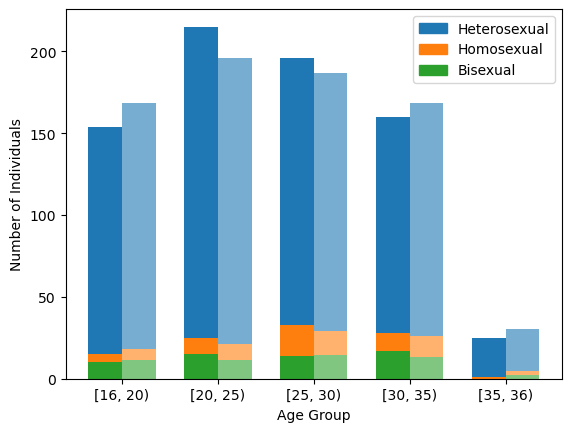 Heterosexual
Homosexual
Bisexual
Number of Individuals
200
150
100
50
0
[16, 20)
[20, 25)
[25, 30)
[30, 35)
[35, 36)
Age Group